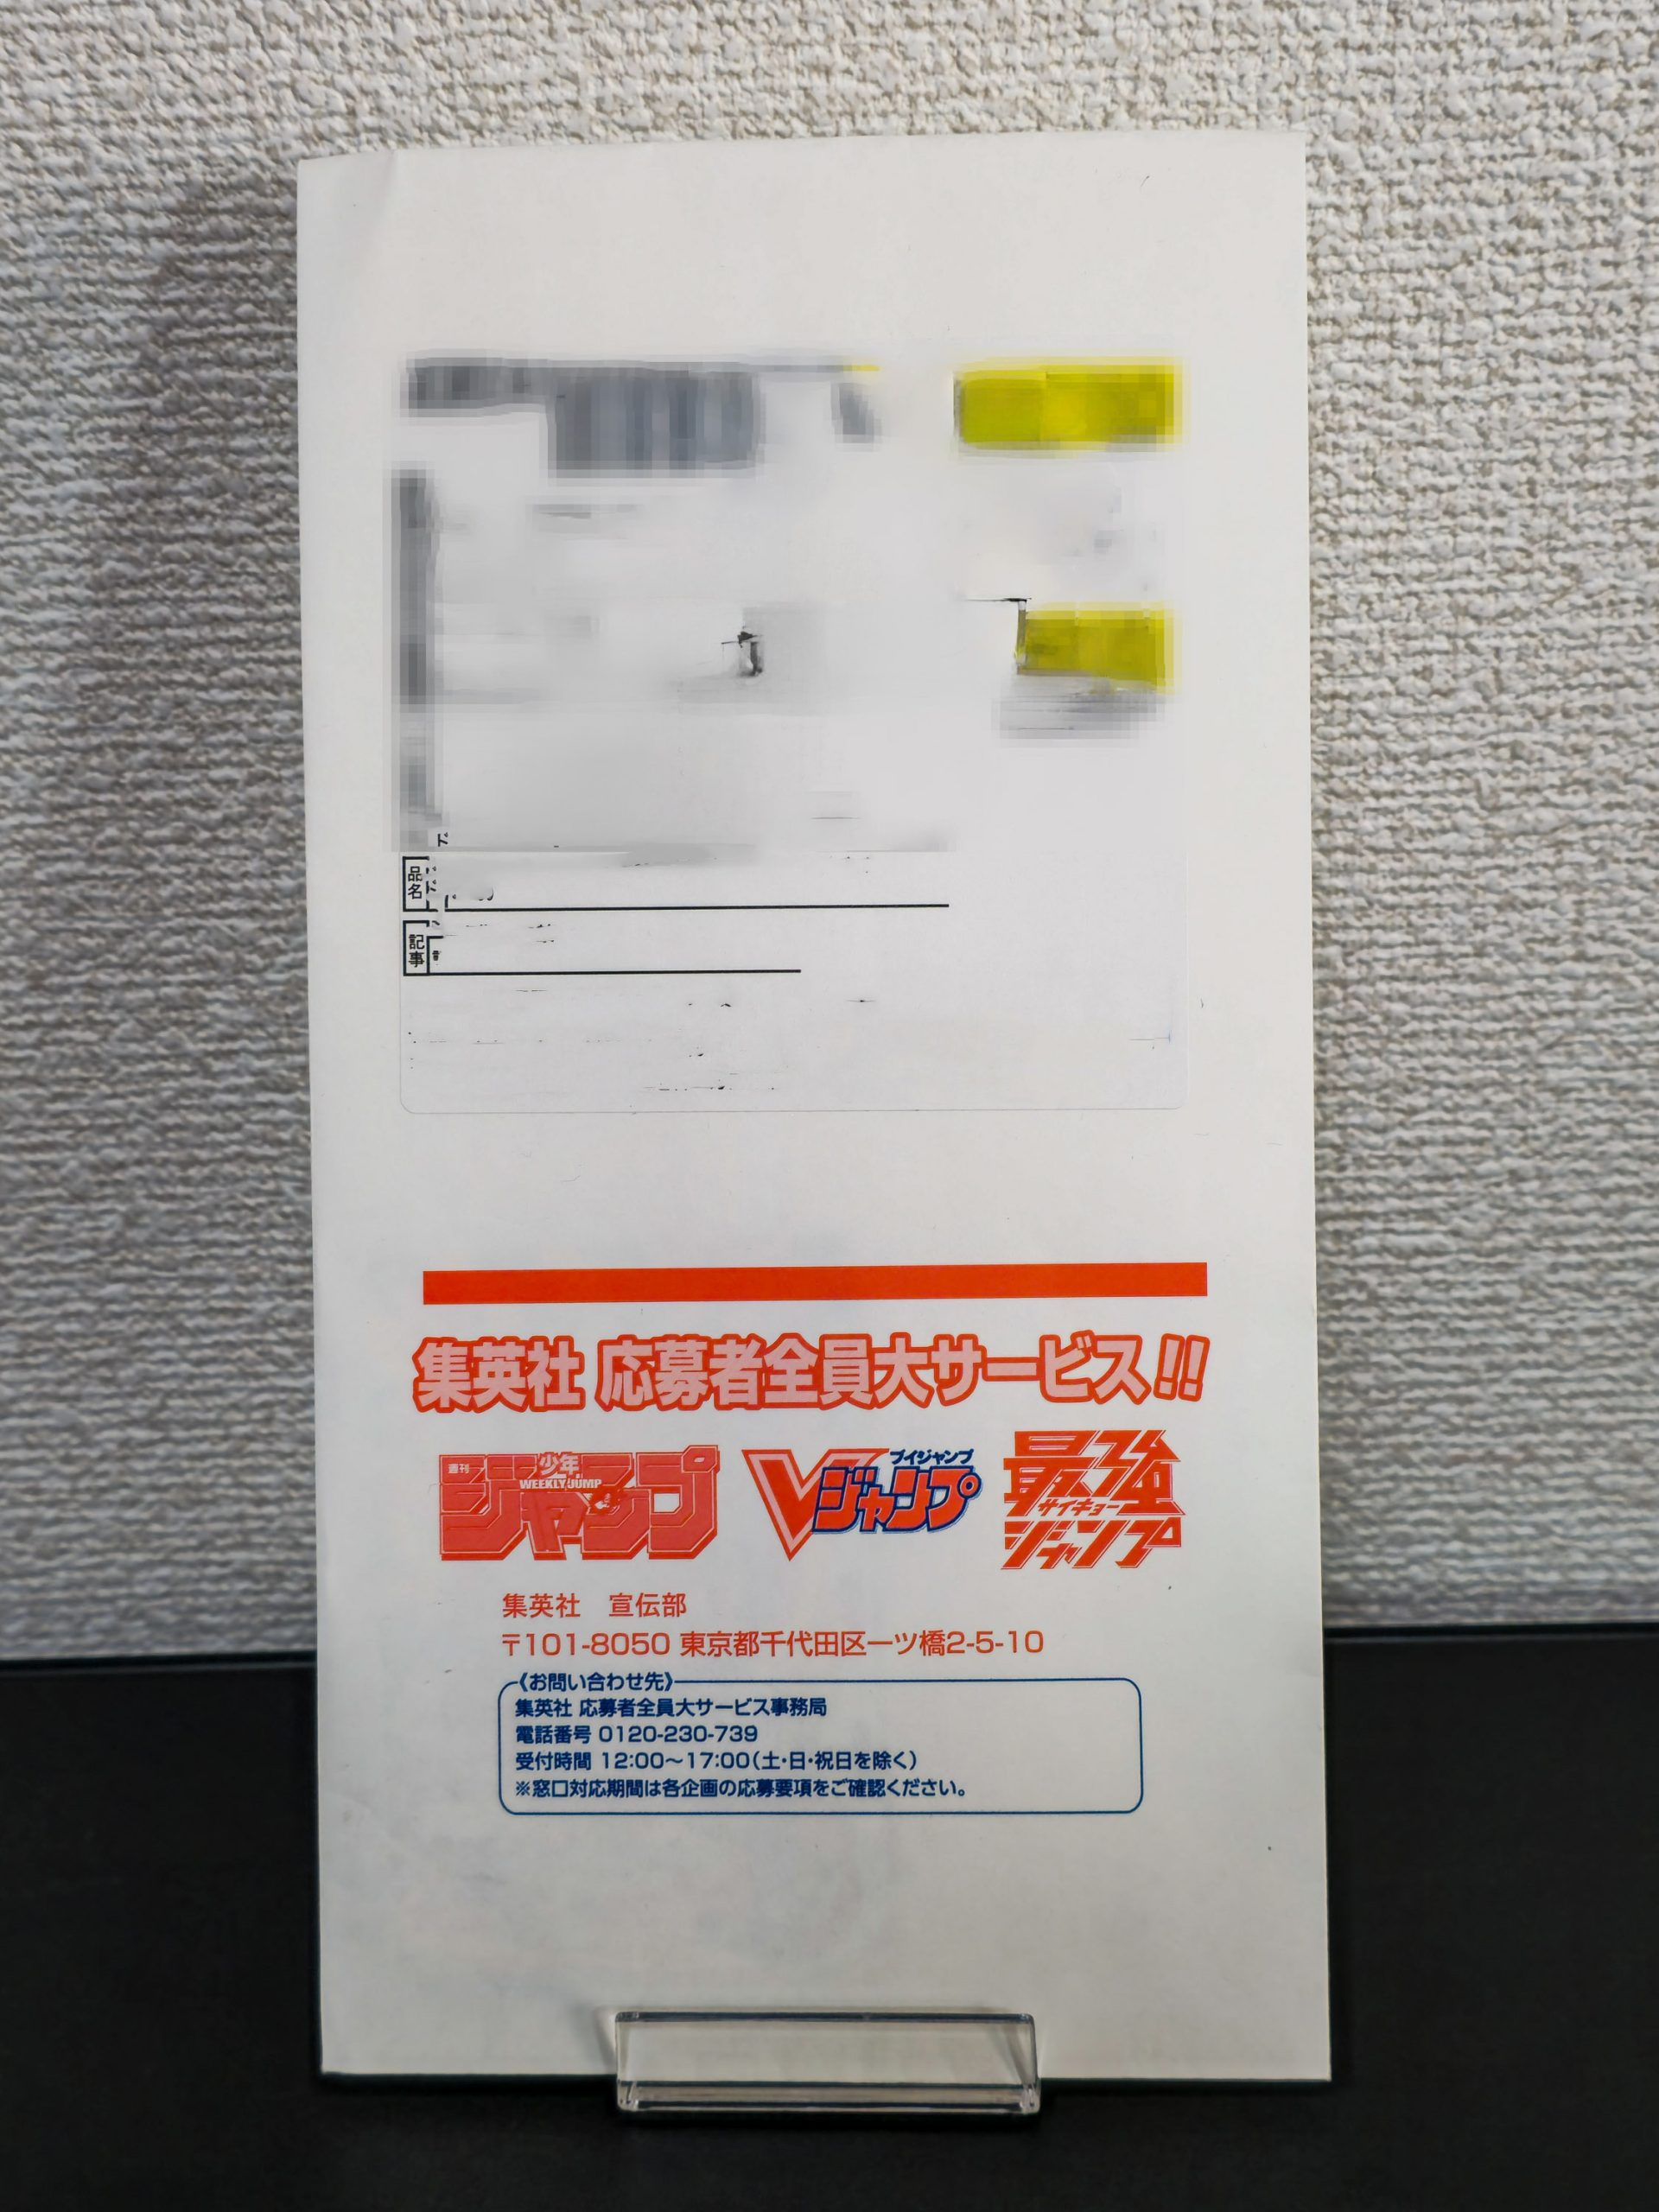 品名
記事
集英社 応募者全員大サービス!!
週刊 少年ジャンプ WEEKLY JUMP
Vジャンプ ブイジャンプ
最強ジャンプ サイキョー
集英社 宣伝部
〒101-8050 東京都千代田区一ツ橋2-5-10
《お問い合わせ先》
集英社 応募者全員大サービス事務局
電話番号 0120-230-739
受付時間 12:00～17:00(土・日・祝日を除く)
※窓口対応期間は各企画の応募要項をご確認ください。